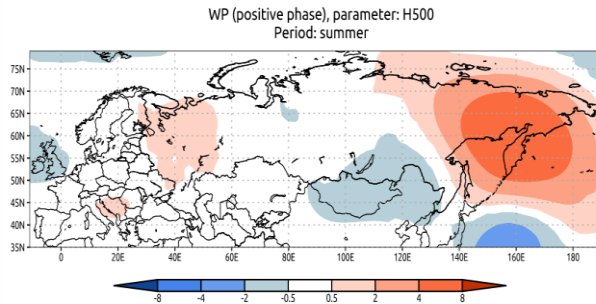 WP (positive phase), parameter: H500
Period: summer
75N
70N
65N
60N
55N
50N
45N
40N
35N
0 20E 40E 60E 80E 100E 120E 140E 160E 180E
-8 -4 -2 -0.5 0.5 2 4 8